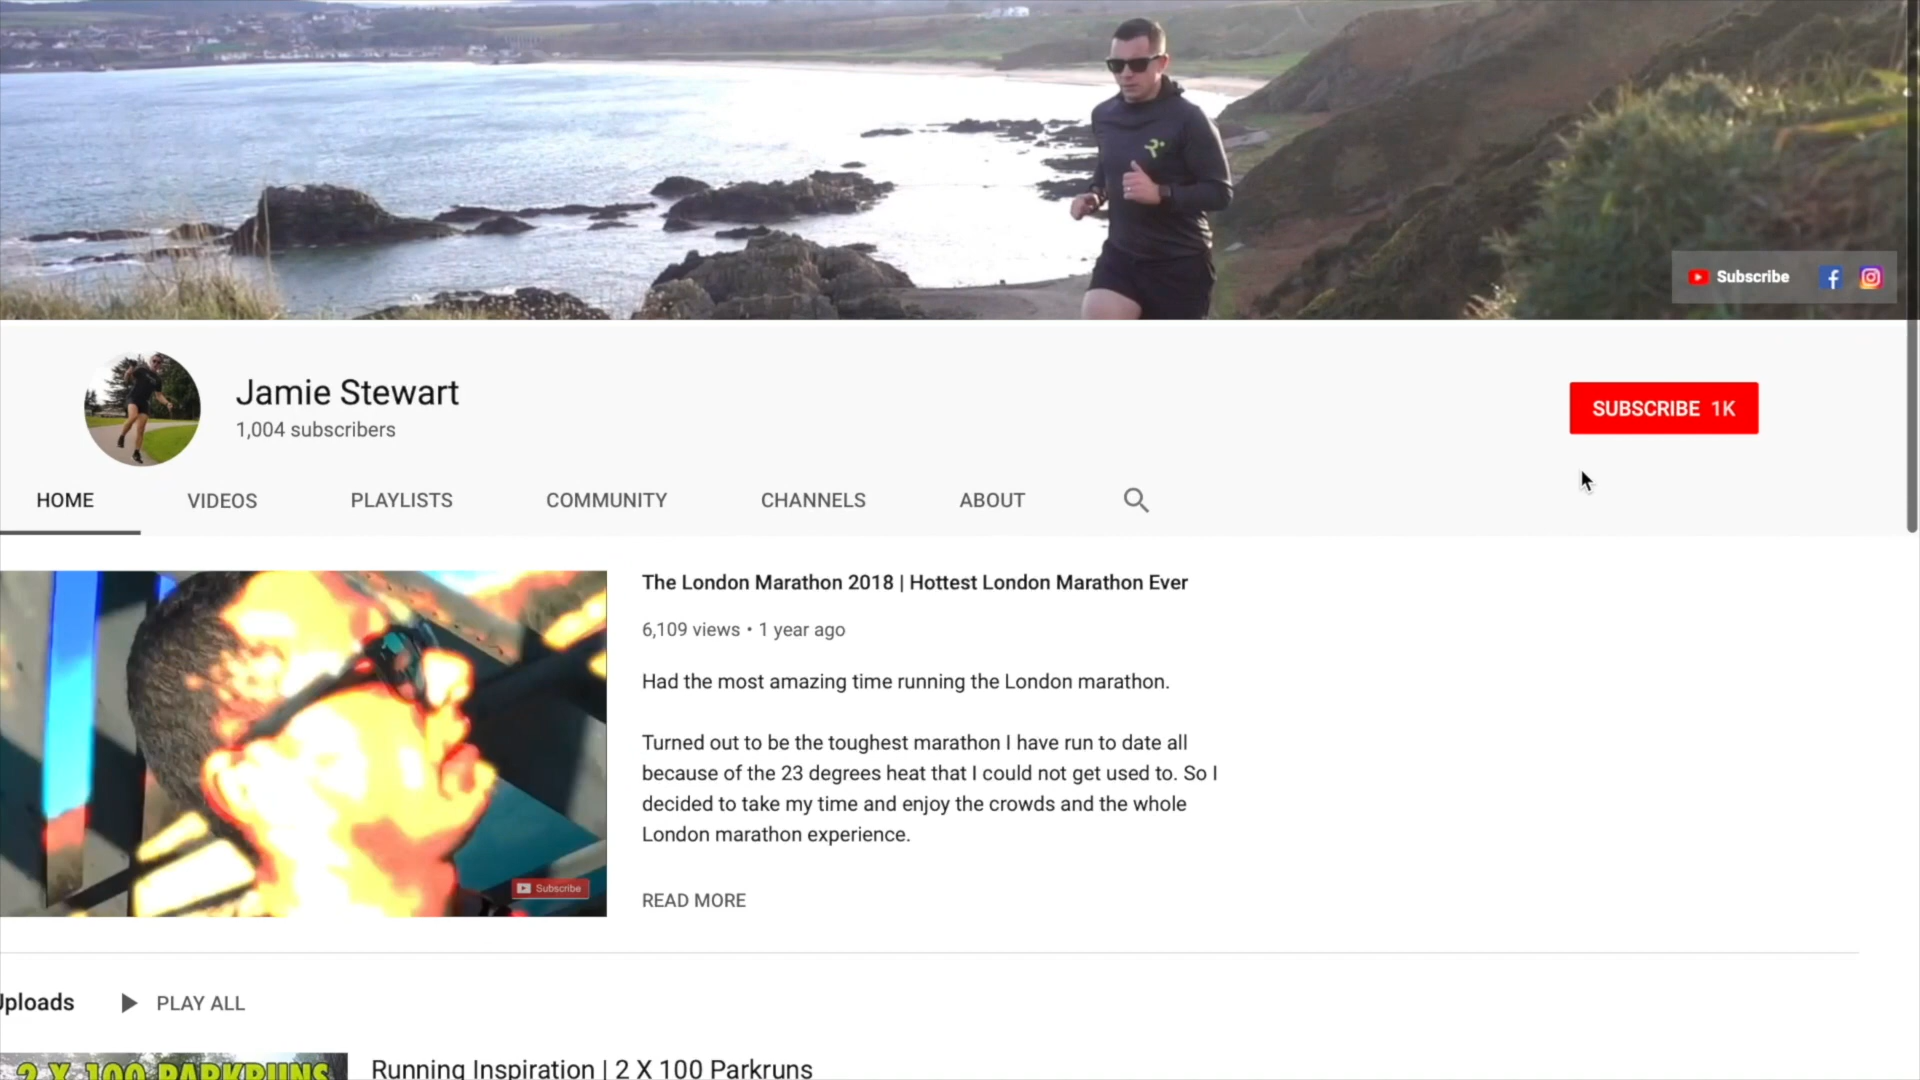 Subscribe
Jamie Stewart
1,004 subscribers
SUBSCRIBE 1K
HOME VIDEOS PLAYLISTS COMMUNITY CHANNELS ABOUT
The London Marathon 2018 | Hottest London Marathon Ever
6,109 views • 1 year ago
Had the most amazing time running the London marathon.
Turned out to be the toughest marathon I have run to date all
because of the 23 degrees heat that I could not get used to. So I
decided to take my time and enjoy the crowds and the whole
London marathon experience.
Subscribe
READ MORE
Uploads PLAY ALL
2 X 100 PARKRUNS
Running Inspiration | 2 X 100 Parkruns